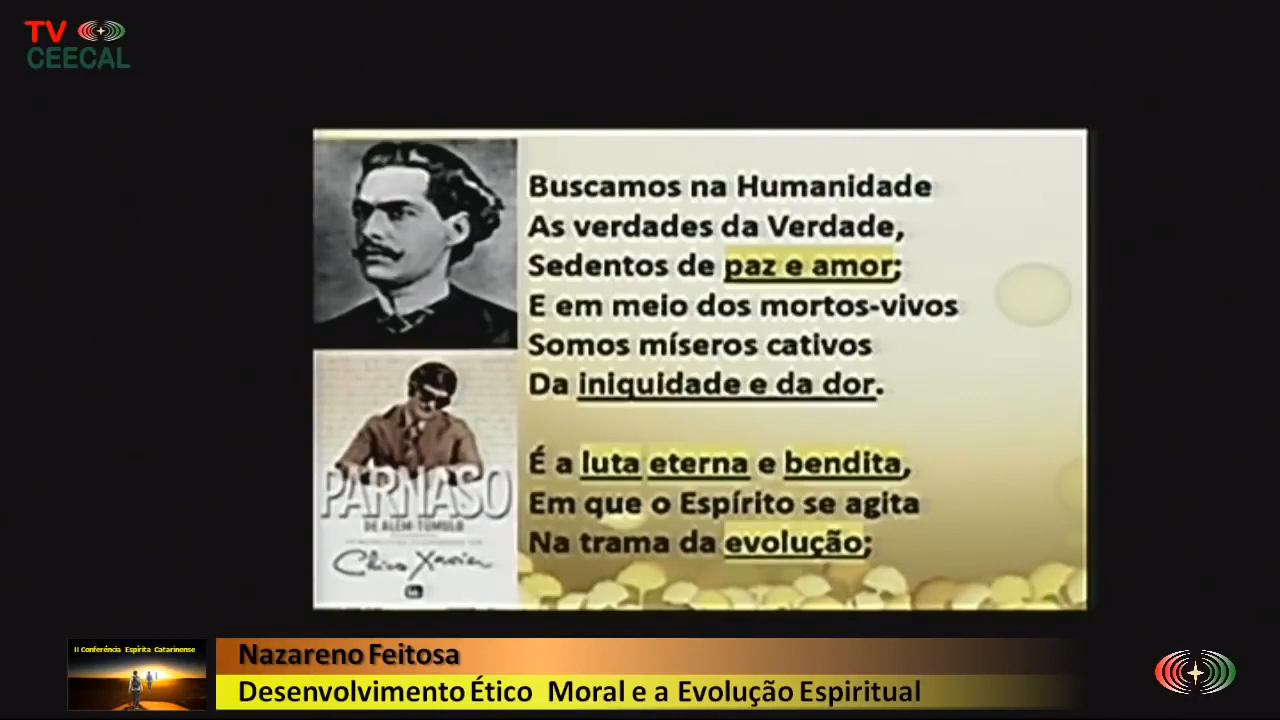 TV
CEECAL
Buscamos na Humanidade
As verdades da Verdade,
Sedentos de paz e amor;
E em meio dos mortos-vivos
Somos míseros cativos
Da iniquidade e da dor.
É a luta eterna e bendita,
Em que o Espírito se agita
Na trama da evolução;
PARNASO
DE ALÉM-TÚMULO
Chico Xavier
II Conferência Espírita Catarinense
Nazareno Feitosa
Desenvolvimento Ético Moral e a Evolução Espiritual